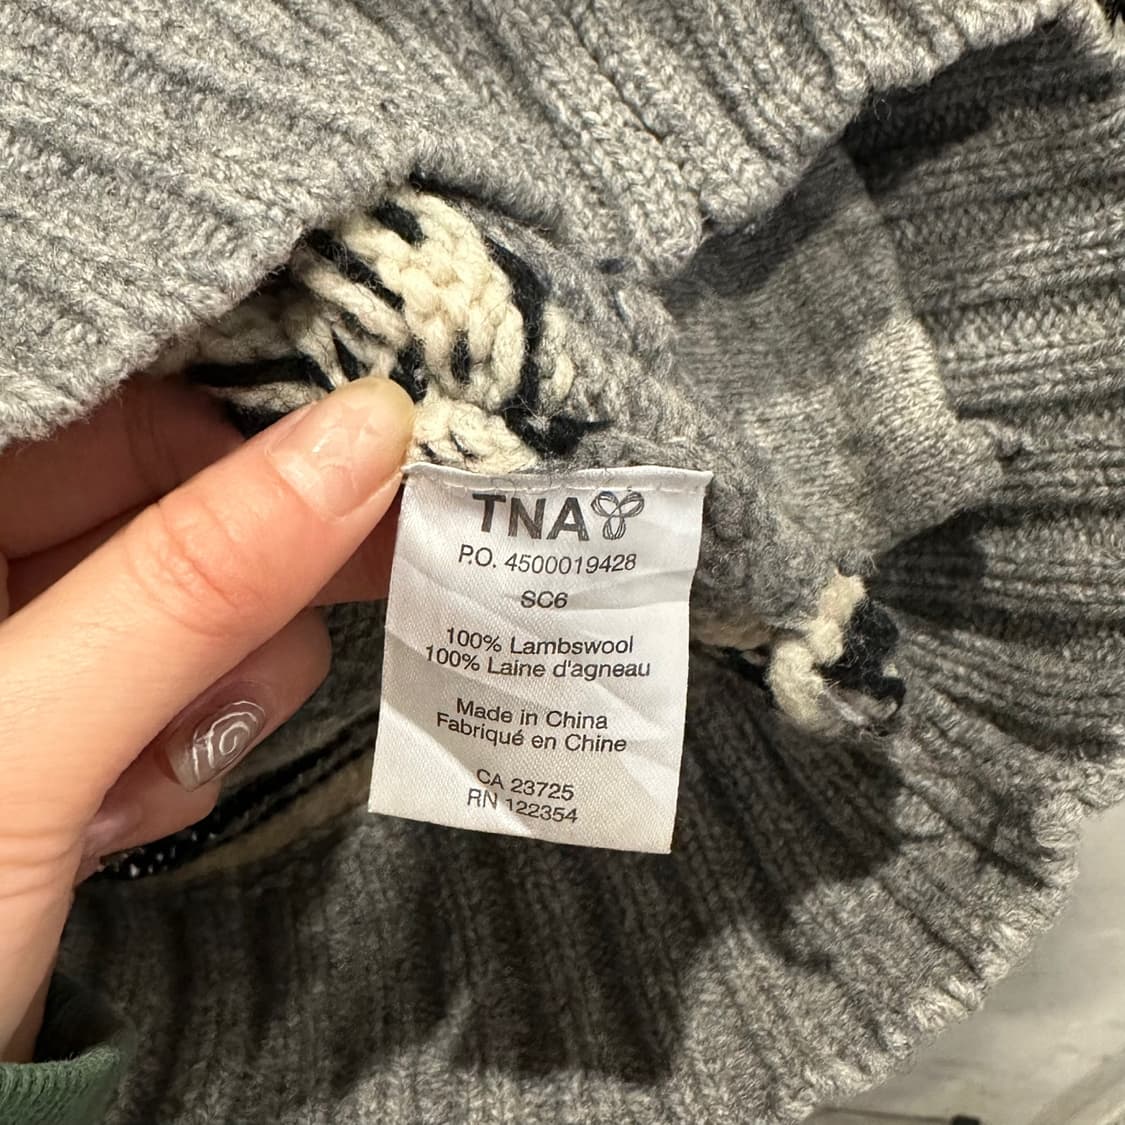 TNA
P.O. 4500019428
SC6
100% Lambswool
100% Laine d'agneau
Made in China
Fabriqué en Chine
CA 23725
RN 122354